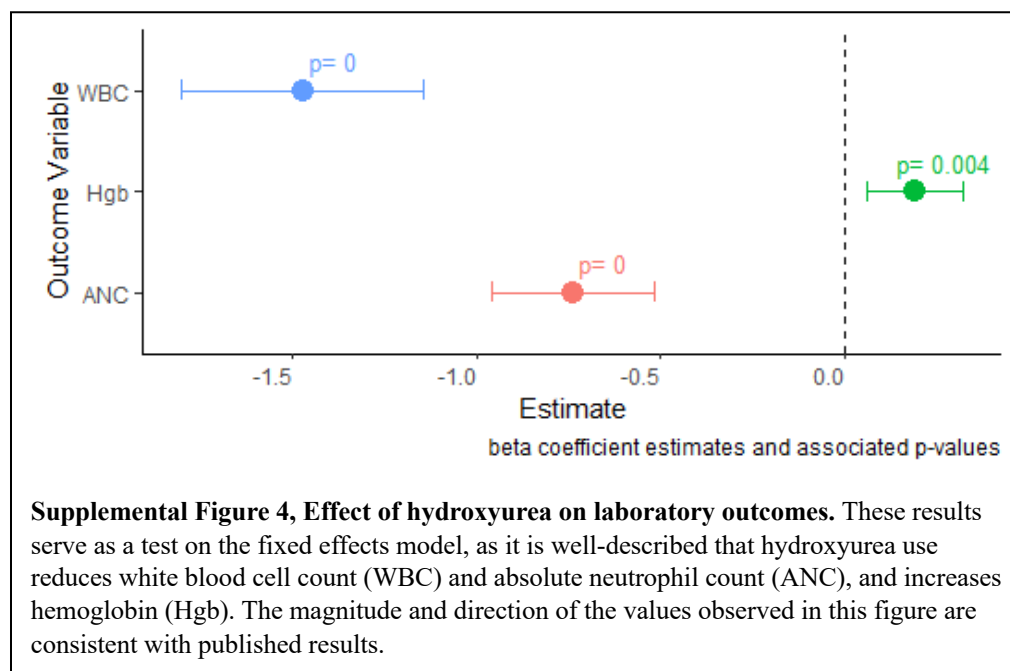 p= 0
WBC
Outcome Variable
p= 0.004
Hgb
p= 0
ANC
-1.5 -1.0 -0.5 0.0
Estimate
beta coefficient estimates and associated p-values
Supplemental Figure 4, Effect of hydroxyurea on laboratory outcomes. These results
serve as a test on the fixed effects model, as it is well-described that hydroxyurea use
reduces white blood cell count (WBC) and absolute neutrophil count (ANC), and increases
hemoglobin (Hgb). The magnitude and direction of the values observed in this figure are
consistent with published results.